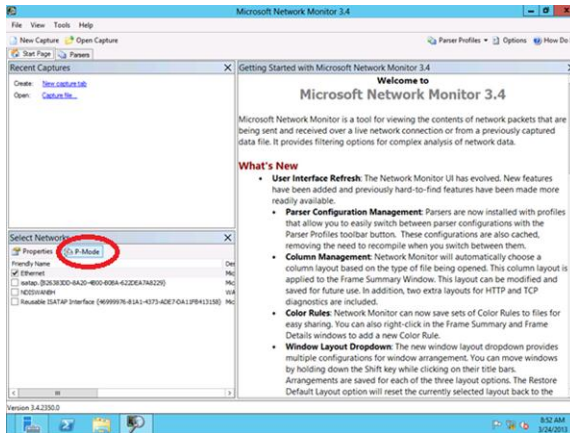 Microsoft Network Monitor 3.4
File View Tools Help
New Capture Open Capture
Parser Profiles Options How Do
Start Page Parsers
Recent Captures
Create: New capture tab
Open: Capture file...
Select Networks
Properties P-Mode
Friendly Name
Ethernet
NDISWANBH
Version 3.4.2350.0
Getting Started with Microsoft Network Monitor 3.4
Welcome to
Microsoft Network Monitor 3.4
Microsoft Network Monitor is a tool for viewing the contents of network packets that are
being sent and received over a live network connection or from a previously captured
data file. It provides filtering options for complex analysis of network data.
What's New
• User Interface Refresh: The Network Monitor UI has evolved. New features
have been added and previously hard-to-find features have been made more
readily available.
• Parser Configuration Management: Parsers are now installed with profiles
that allow you to easily switch between parser configurations with the
Parser Profiles toolbar button. These configurations are also cached,
removing the need to recompile when you switch between them.
• Column Management: Network Monitor will automatically choose a
column layout based on the type of file being opened. This column layout is
applied to the Frame Summary Window. This layout can be modified and
saved for future use. In addition, two extra layouts for HTTP and TCP
diagnostics are included.
• Color Rules: Network Monitor can now save sets of Color Rules to files for
easy sharing. You can also right-click in the Frame Summary and Frame
Details windows to add a new Color Rule.
• Window Layout Dropdown: The new window layout dropdown provides
multiple configurations for window arrangement. You can move windows
by holding down the Shift key while clicking on their title bars.
Arrangements are saved for each of the three layout options. The Restore
Default Layout option will reset the currently selected layout back to the
8:52 AM
3/24/2013